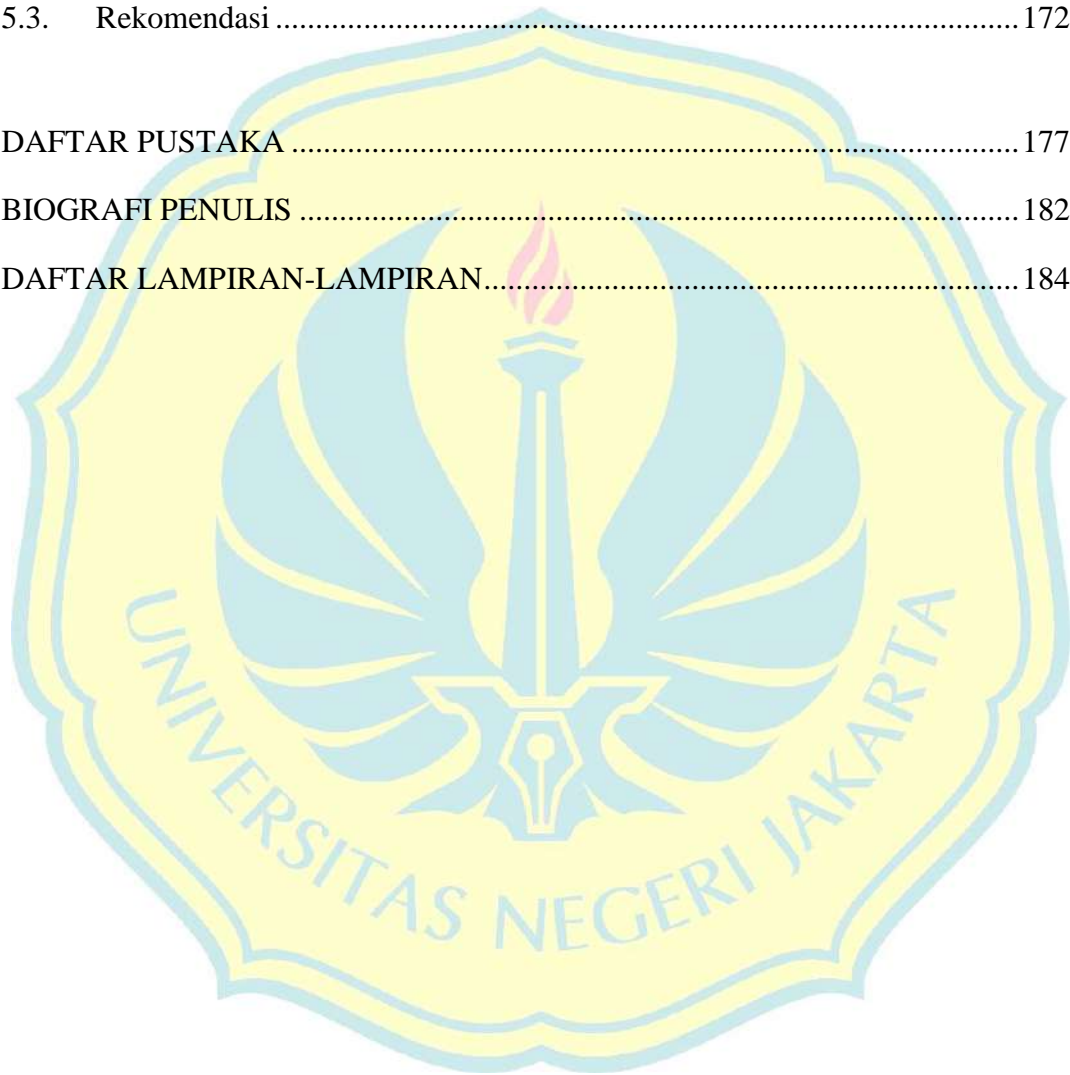 5.3. Rekomendasi ........................................................................................................... 172
DAFTAR PUSTAKA ......................................................................................................... 177
BIOGRAFI PENULIS ........................................................................................................ 182
DAFTAR LAMPIRAN-LAMPIRAN............................................................................. 184
UNIVERSITAS NEGERI JAKARTA